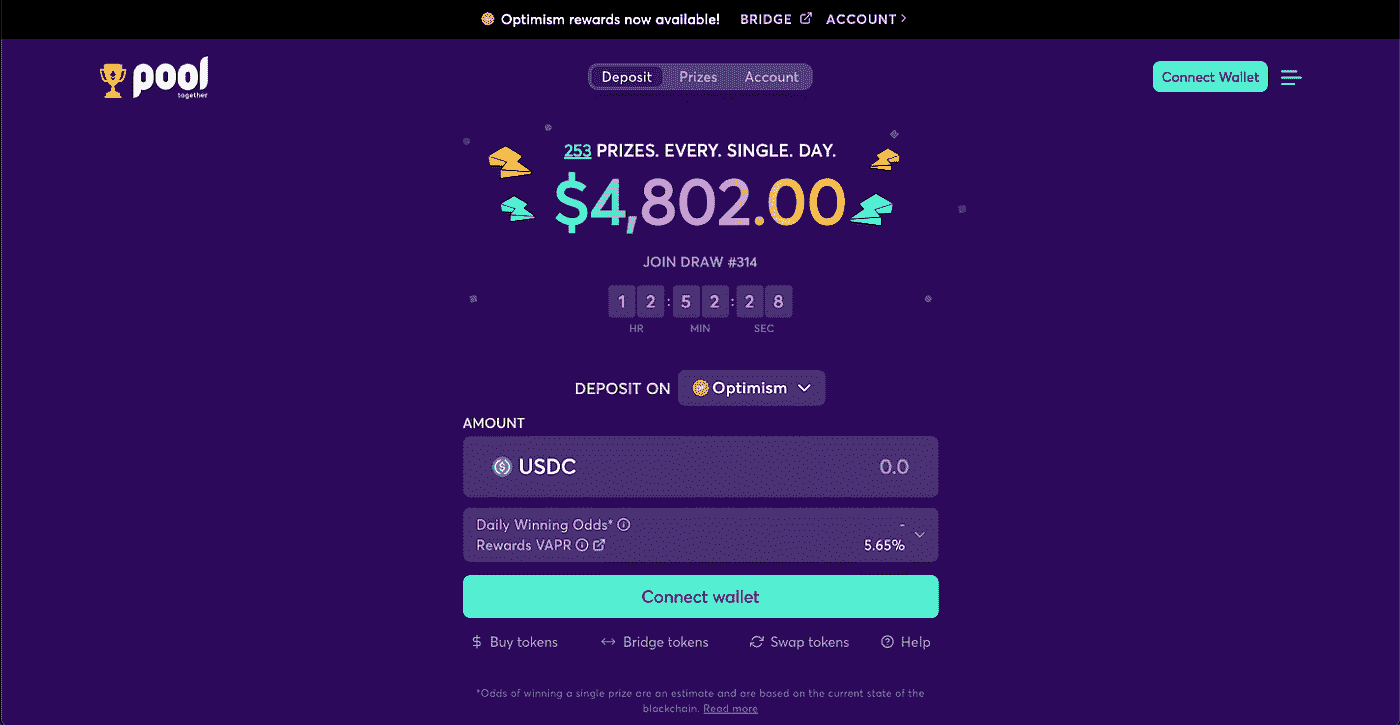 Optimism rewards now available! BRIDGE ACCOUNT
pool
together
Deposit Prizes Account
Connect Wallet
253 PRIZES. EVERY. SINGLE. DAY.
$4,802.00
JOIN DRAW #314
1 2 : 5 2 : 2 8
HR MIN SEC
DEPOSIT ON Optimism
AMOUNT
USDC 0.0
Daily Winning Odds* -
Rewards VAPR 5.65%
Connect wallet
$ Buy tokens Bridge tokens Swap tokens Help
*Odds of winning a single prize are an estimate and are based on the current state of the
blockchain. Read more